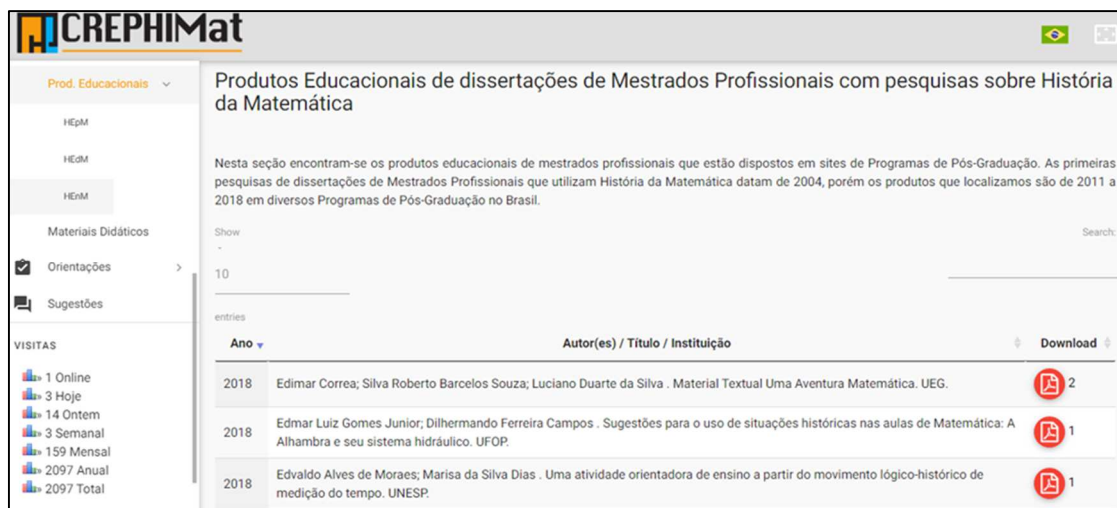 CREPHIMat
Prod. Educacionais
HEpM
HEdM
HEnM
Materiais Didáticos
Orientações
Sugestões
VISITAS
1 Online
3 Hoje
14 Ontem
3 Semanal
159 Mensal
2097 Anual
2097 Total
Produtos Educacionais de dissertações de Mestrados Profissionais com pesquisas sobre História
da Matemática
Nesta seção encontram-se os produtos educacionais de mestrados profissionais que estão dispostos em sites de Programas de Pós-Graduação. As primeiras
pesquisas de dissertações de Mestrados Profissionais que utilizam História da Matemática datam de 2004, porém os produtos que localizamos são de 2011 a
2018 em diversos Programas de Pós-Graduação no Brasil.
Show
Search:
10
entries
Ano Autor(es) / Título / Instituição Download
2018 Edimar Correa; Silva Roberto Barcelos Souza; Luciano Duarte da Silva . Material Textual Uma Aventura Matemática. UEG. 2
2018 Edmar Luiz Gomes Junior; Dilhermando Ferreira Campos . Sugestões para o uso de situações históricas nas aulas de Matemática: A
Alhambra e seu sistema hidráulico. UFOP. 1
2018 Edvaldo Alves de Moraes; Marisa da Silva Dias . Uma atividade orientadora de ensino a partir do movimento lógico-histórico de
medição do tempo. UNESP. 1